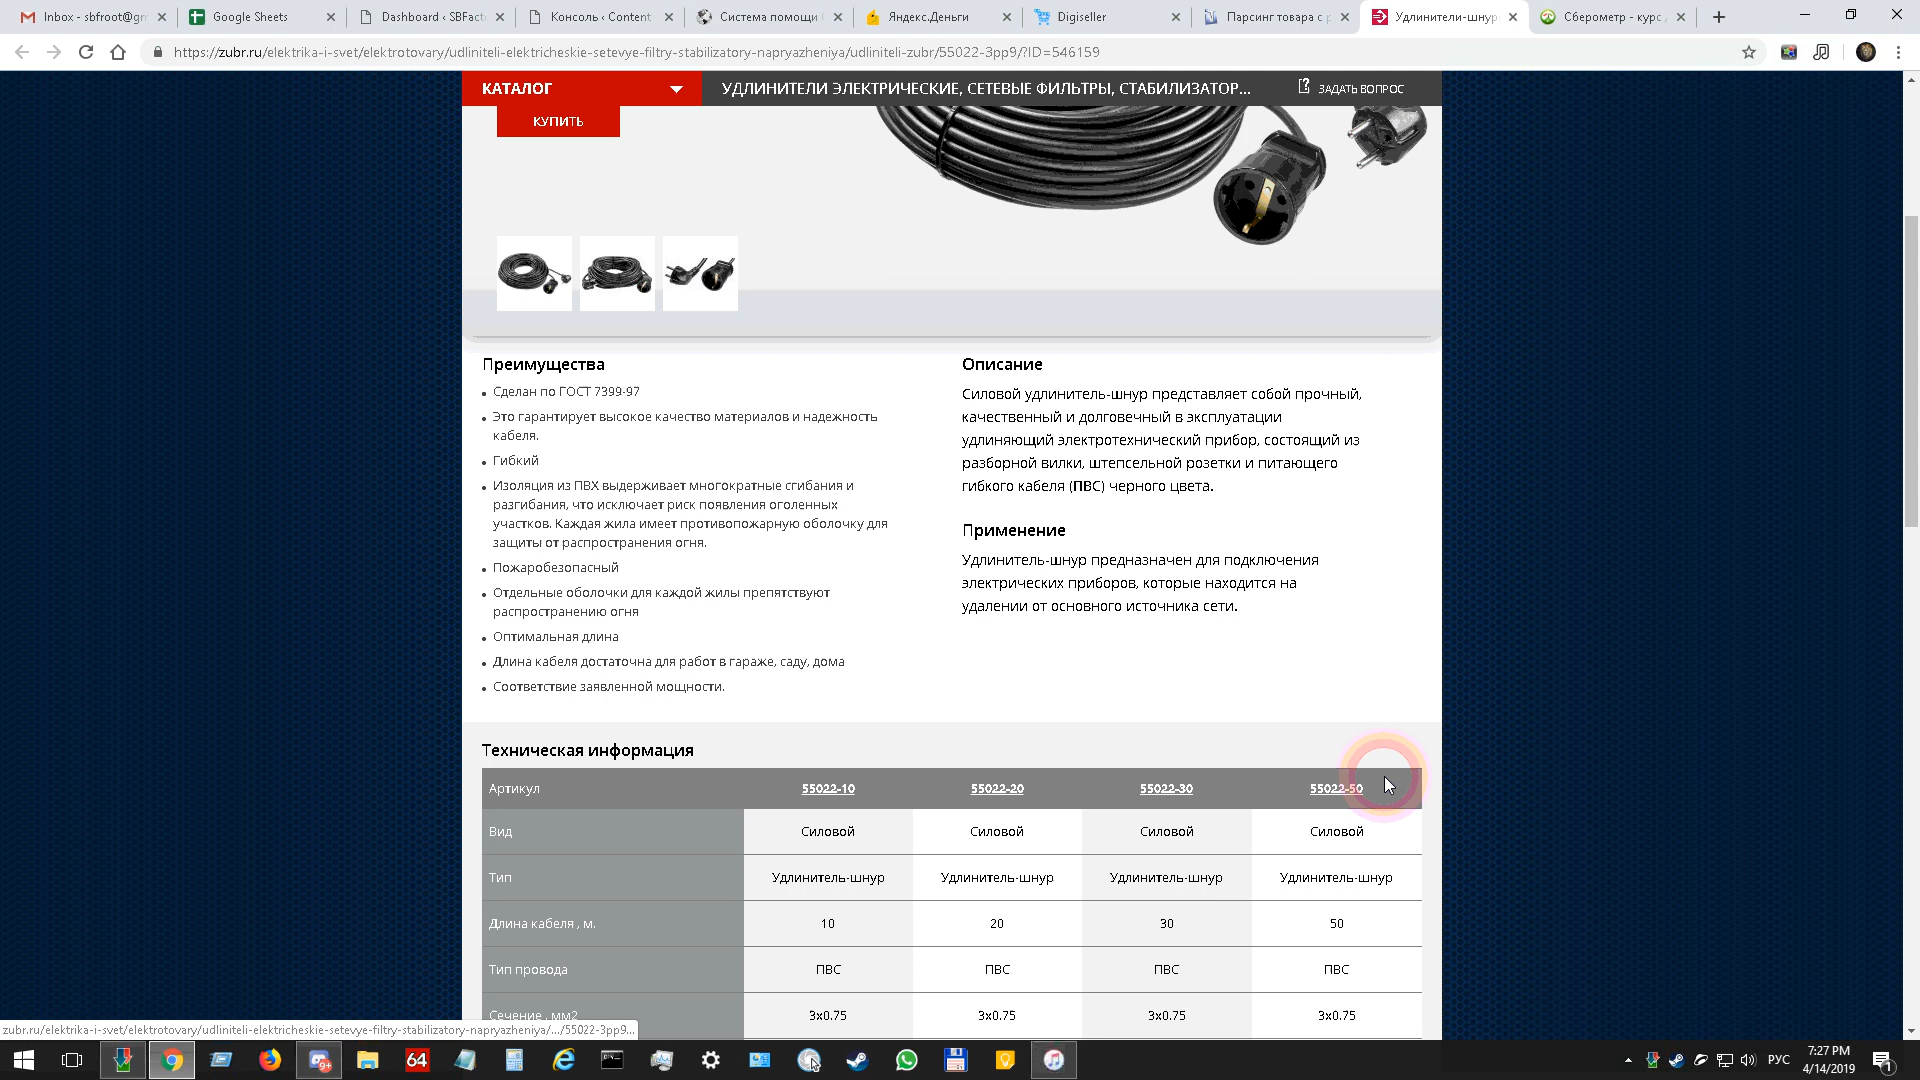 Inbox - sbfroot@gm
Google Sheets
Dashboard ‹ SBFact
Консоль ‹ Content
Система помощи
Яндекс.Деньги
Digiseller
Парсинг товара с р
Удлинители-шнур
Сберометр - курс
https://zubr.ru/elektrika-i-svet/elektrotovary/udliniteli-elektricheskie-setevye-filtry-stabilizatory-napryazheniya/udliniteli-zubr/55022-3pp9/?ID=546159
КАТАЛОГ
УДЛИНИТЕЛИ ЭЛЕКТРИЧЕСКИЕ, СЕТЕВЫЕ ФИЛЬТРЫ, СТАБИЛИЗАТОР...
ЗАДАТЬ ВОПРОС
КУПИТЬ
Преимущества
• Сделан по ГОСТ 7399-97
• Это гарантирует высокое качество материалов и надежность
кабеля.
• Гибкий
• Изоляция из ПВХ выдерживает многократные сгибания и
разгибания, что исключает риск появления оголенных
участков. Каждая жила имеет противопожарную оболочку для
защиты от распространения огня.
• Пожаробезопасный
• Отдельные оболочки для каждой жилы препятствуют
распространению огня
• Оптимальная длина
• Длина кабеля достаточна для работ в гараже, саду, дома
• Соответствие заявленной мощности.
Описание
Силовой удлинитель-шнур представляет собой прочный,
качественный и долговечный в эксплуатации
удлиняющий электротехнический прибор, состоящий из
разборной вилки, штепсельной розетки и питающего
гибкого кабеля (ПВС) черного цвета.
Применение
Удлинитель-шнур предназначен для подключения
электрических приборов, которые находится на
удалении от основного источника сети.
Техническая информация
Артикул 55022-10 55022-20 55022-30 55022-50
Вид Силовой Силовой Силовой Силовой
Тип Удлинитель-шнур Удлинитель-шнур Удлинитель-шнур Удлинитель-шнур
Длина кабеля , м. 10 20 30 50
Тип провода ПВС ПВС ПВС ПВС
Сечение , мм2 3х0.75 3х0.75 3х0.75 3х0.75
zubr.ru/elektrika-i-svet/elektrotovary/udliniteli-elektricheskie-setevye-filtry-stabilizatory-napryazheniya/.../55022-3pp9...
64
9+
РУС
7:27 PM
4/14/2019
1